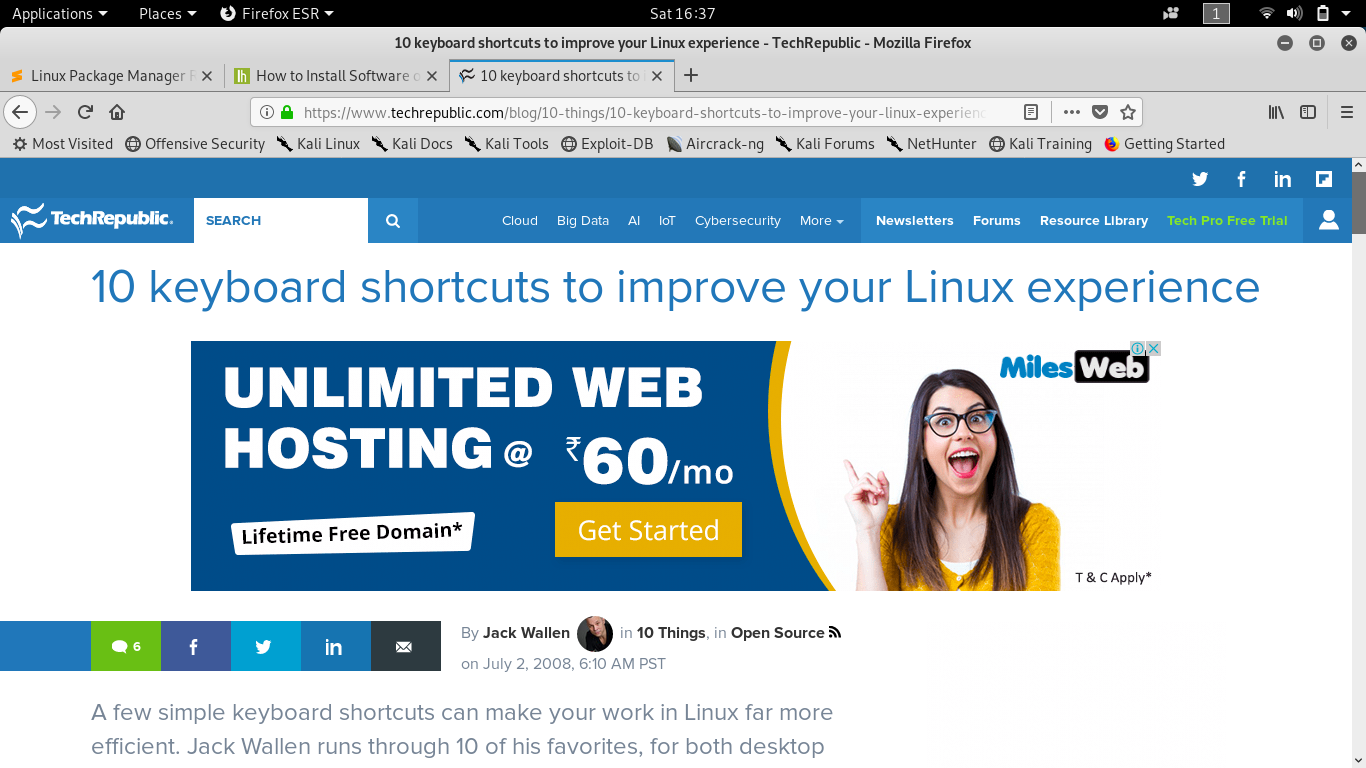 Applications Places Firefox ESR Sat 16:37 1
10 keyboard shortcuts to improve your Linux experience - TechRepublic - Mozilla Firefox
Linux Package Manager How to Install Software 10 keyboard shortcuts to
https://www.techrepublic.com/blog/10-things/10-keyboard-shortcuts-to-improve-your-linux-experienc
Most Visited Offensive Security Kali Linux Kali Docs Kali Tools Exploit-DB Aircrack-ng Kali Forums NetHunter Kali Training Getting Started
TechRepublic. SEARCH Cloud Big Data AI IoT Cybersecurity More Newsletters Forums Resource Library Tech Pro Free Trial
10 keyboard shortcuts to improve your Linux experience
Miles Web
UNLIMITED WEB
HOSTING @ ₹60/mo
Lifetime Free Domain* Get Started
T & C Apply*
6
By Jack Wallen in 10 Things, in Open Source
on July 2, 2008, 6:10 AM PST
A few simple keyboard shortcuts can make your work in Linux far more
efficient. Jack Wallen runs through 10 of his favorites, for both desktop